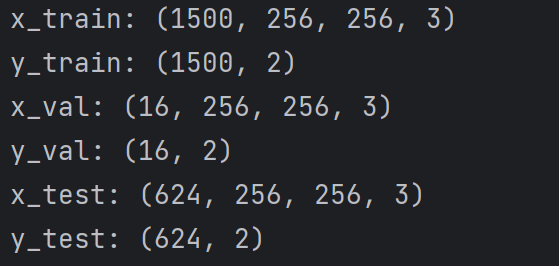 x_train: (1500, 256, 256, 3)
y_train: (1500, 2)
x_val: (16, 256, 256, 3)
y_val: (16, 2)
x_test: (624, 256, 256, 3)
y_test: (624, 2)